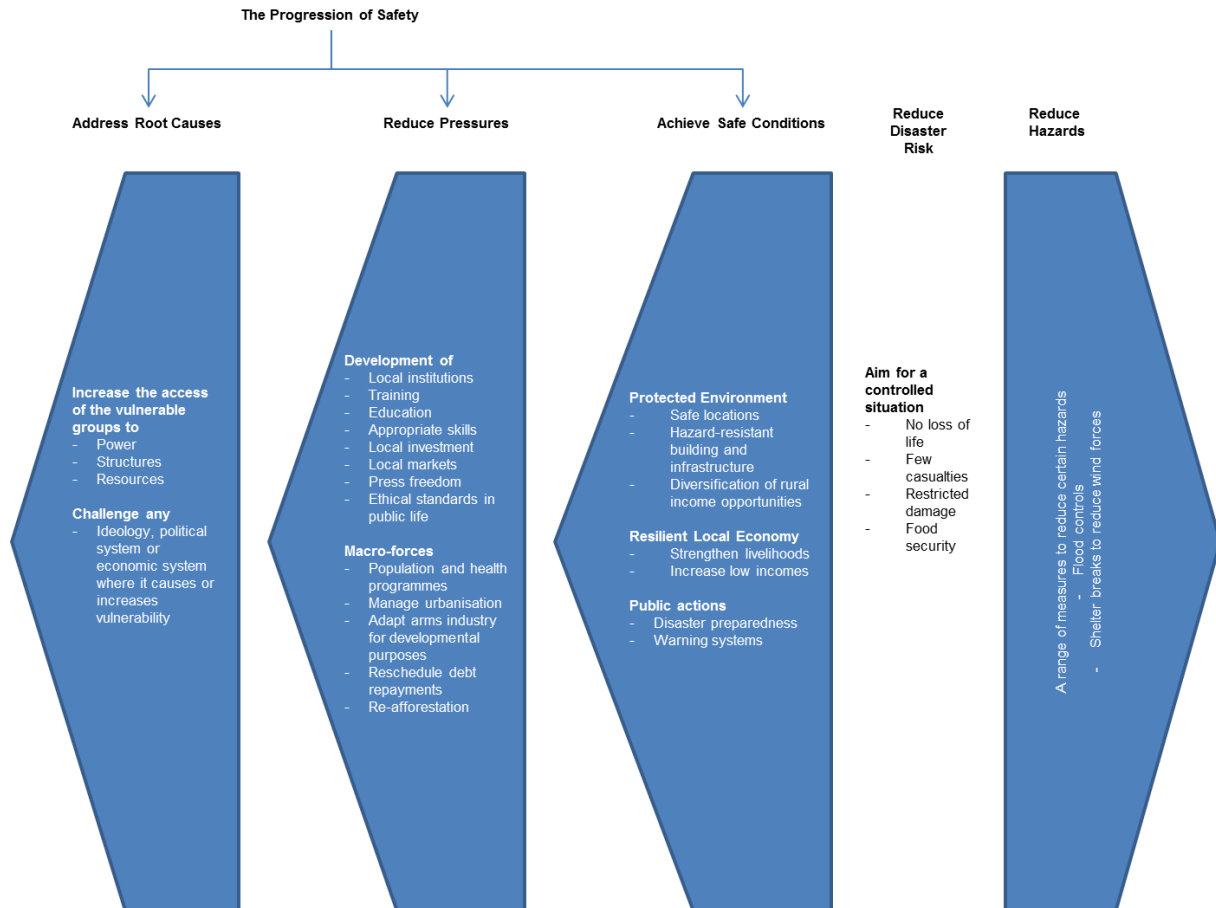 The Progression of Safety
Address Root Causes
Reduce Pressures
Achieve Safe Conditions
Reduce
Disaster
Risk
Reduce
Hazards
Increase the access
of the vulnerable
groups to
- Power
- Structures
- Resources
Challenge any
- Ideology, political
system or
economic system
where it causes or
increases
vulnerability
Development of
- Local institutions
- Training
- Education
- Appropriate skills
- Local investment
- Local markets
- Press freedom
- Ethical standards in
public life
Macro-forces
- Population and health
programmes
- Manage urbanisation
- Adapt arms industry
for developmental
purposes
- Reschedule debt
repayments
- Re-afforestation
Protected Environment
- Safe locations
- Hazard-resistant
building and
infrastructure
- Diversification of rural
income opportunities
Resilient Local Economy
- Strengthen livelihoods
- Increase low incomes
Public actions
- Disaster preparedness
- Warning systems
Aim for a
controlled
situation
- No loss of
life
- Few
casualties
- Restricted
damage
- Food
security
A range of measures to reduce certain hazards
- Flood controls
- Shelter breaks to reduce wind forces